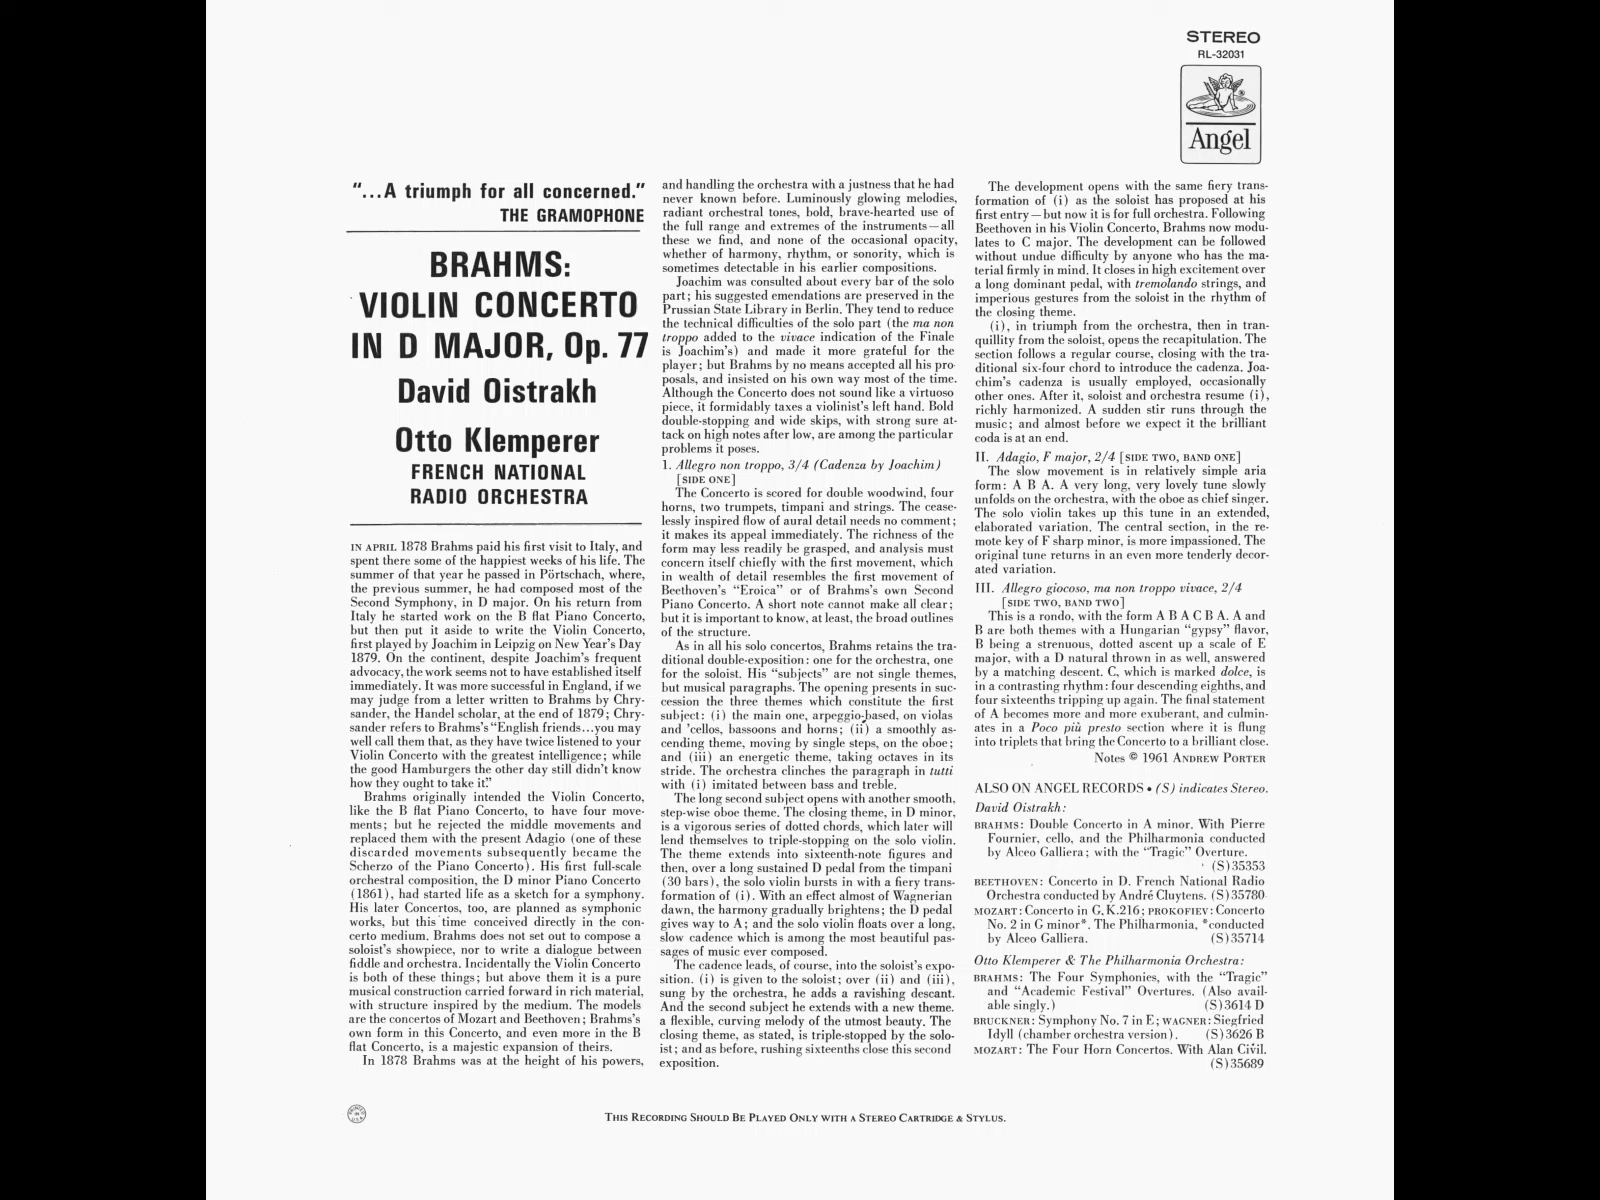 STEREO
RL-32031
Angel
"...A triumph for all concerned."
THE GRAMOPHONE
BRAHMS:
VIOLIN CONCERTO
IN D MAJOR, Op. 77
David Oistrakh
Otto Klemperer
FRENCH NATIONAL
RADIO ORCHESTRA
IN APRIL 1878 Brahms paid his first visit to Italy, and
spent there some of the happiest weeks of his life. The
summer of that year he passed in Pörtschach, where,
the previous summer, he had composed most of the
Second Symphony, in D major. On his return from
Italy he started work on the B flat Piano Concerto,
but then put it aside to write the Violin Concerto,
first played by Joachim in Leipzig on New Year's Day
1879. On the continent, despite Joachim's frequent
advocacy, the work seems not to have established itself
immediately. It was more successful in England, if we
may judge from a letter written to Brahms by Chry-
sander, the Handel scholar, at the end of 1879; Chry-
sander refers to Brahms's "English friends...you may
well call them that, as they have twice listened to your
Violin Concerto with the greatest intelligence; while
the good Hamburgers the other day still didn't know
how they ought to take it."
Brahms originally intended the Violin Concerto,
like the B flat Piano Concerto, to have four move-
ments; but he rejected the middle movements and
replaced them with the present Adagio (one of these
discarded movements subsequently became the
Scherzo of the Piano Concerto). His first full-scale
orchestral composition, the D minor Piano Concerto
(1861), had started life as a sketch for a symphony.
His later Concertos, too, are planned as symphonic
works, but this time conceived directly in the con-
certo medium. Brahms does not set out to compose a
soloist's showpiece, nor to write a dialogue between
fiddle and orchestra. Incidentally the Violin Concerto
is both of these things; but above them it is a pure
musical construction carried forward in rich material,
with structure inspired by the medium. The models
are the concertos of Mozart and Beethoven; Brahms's
own form in this Concerto, and even more in the B
flat Concerto, is a majestic expansion of theirs.
In 1878 Brahms was at the height of his powers,
and handling the orchestra with a justness that he had
never known before. Luminously glowing melodies,
radiant orchestral tones, bold, brave-hearted use of
the full range and extremes of the instruments—all
these we find, and none of the occasional opacity,
whether of harmony, rhythm, or sonority, which is
sometimes detectable in his earlier compositions.
Joachim was consulted about every bar of the solo
part; his suggested emendations are preserved in the
Prussian State Library in Berlin. They tend to reduce
the technical difficulties of the solo part (the ma non
troppo added to the vivace indication of the Finale
is Joachim's) and made it more grateful for the
player; but Brahms by no means accepted all his pro-
posals, and insisted on his own way most of the time.
Although the Concerto does not sound like a virtuoso
piece, it formidably taxes a violinist's left hand. Bold
double-stopping and wide skips, with strong sure at-
tack on high notes after low, are among the particular
problems it poses.
1. Allegro non troppo, 3/4 (Cadenza by Joachim)
[SIDE ONE]
The Concerto is scored for double woodwind, four
horns, two trumpets, timpani and strings. The cease-
lessly inspired flow of aural detail needs no comment;
it makes its appeal immediately. The richness of the
form may less readily be grasped, and analysis must
concern itself chiefly with the first movement, which
in wealth of detail resembles the first movement of
Beethoven's "Eroica" or of Brahms's own Second
Piano Concerto. A short note cannot make all clear;
but it is important to know, at least, the broad outlines
of the structure.
As in all his solo concertos, Brahms retains the tra-
ditional double-exposition: one for the orchestra, one
for the soloist. His "subjects" are not single themes,
but musical paragraphs. The opening presents in suc-
cession the three themes which constitute the first
subject: (i) the main one, arpeggio-based, on violas
and 'cellos, bassoons and horns; (ii) a smoothly as-
cending theme, moving by single steps, on the oboe;
and (iii) an energetic theme, taking octaves in its
stride. The orchestra clinches the paragraph in tutti
with (i) imitated between bass and treble.
The long second subject opens with another smooth,
step-wise oboe theme. The closing theme, in D minor,
is a vigorous series of dotted chords, which later will
lend themselves to triple-stopping on the solo violin.
The theme extends into sixteenth-note figures and
then, over a long sustained D pedal from the timpani
(30 bars), the solo violin bursts in with a fiery trans-
formation of (i). With an effect almost of Wagnerian
dawn, the harmony gradually brightens; the D pedal
gives way to A; and the solo violin floats over a long,
slow cadence which is among the most beautiful pas-
sages of music ever composed.
The cadence leads, of course, into the soloist's expo-
sition. (i) is given to the soloist; over (ii) and (iii),
sung by the orchestra, he adds a ravishing descant.
And the second subject he extends with a new theme.
a flexible, curving melody of the utmost beauty. The
closing theme, as stated, is triple-stopped by the solo-
ist; and as before, rushing sixteenths close this second
exposition.
The development opens with the same fiery trans-
formation of (i) as the soloist has proposed at his
first entry—but now it is for full orchestra. Following
Beethoven in his Violin Concerto, Brahms now modu-
lates to C major. The development can be followed
without undue difficulty by anyone who has the ma-
terial firmly in mind. It closes in high excitement over
a long dominant pedal, with tremolando strings, and
imperious gestures from the soloist in the rhythm of
the closing theme.
(i), in triumph from the orchestra, then in tran-
quillity from the soloist, opens the recapitulation. The
section follows a regular course, closing with the tra-
ditional six-four chord to introduce the cadenza. Joa-
chim's cadenza is usually employed, occasionally
other ones. After it, soloist and orchestra resume (i),
richly harmonized. A sudden stir runs through the
music; and almost before we expect it the brilliant
coda is at an end.
II. Adagio, F major, 2/4 [SIDE TWO, BAND ONE]
The slow movement is in relatively simple aria
form: A B A. A very long, very lovely tune slowly
unfolds on the orchestra, with the oboe as chief singer.
The solo violin takes up this tune in an extended,
elaborated variation. The central section, in the re-
mote key of F sharp minor, is more impassioned. The
original tune returns in an even more tenderly decor-
ated variation.
III. Allegro giocoso, ma non troppo vivace, 2/4
[SIDE TWO, BAND TWO]
This is a rondo, with the form A B A C B A. A and
B are both themes with a Hungarian "gypsy" flavor,
B being a strenuous, dotted ascent up a scale of E
major, with a D natural thrown in as well, answered
by a matching descent. C, which is marked dolce, is
in a contrasting rhythm: four descending eighths, and
four sixteenths tripping up again. The final statement
of A becomes more and more exuberant, and culmin-
ates in a Poco più presto section where it is flung
into triplets that bring the Concerto to a brilliant close.
Notes © 1961 ANDREW PORTER
ALSO ON ANGEL RECORDS • (S) indicates Stereo.
David Oistrakh:
BRAHMS: Double Concerto in A minor. With Pierre
Fournier, cello, and the Philharmonia conducted
by Alceo Galliera; with the "Tragic" Overture.
(S)35353
BEETHOVEN: Concerto in D. French National Radio
Orchestra conducted by André Cluytens. (S)35780
MOZART: Concerto in G, K.216; PROKOFIEV: Concerto
No. 2 in G minor*. The Philharmonia, *conducted
by Alceo Galliera. (S)35714
Otto Klemperer & The Philharmonia Orchestra:
BRAHMS: The Four Symphonies, with the "Tragic"
and "Academic Festival" Overtures. (Also avail-
able singly.) (S)3614 D
BRUCKNER: Symphony No. 7 in E; WAGNER: Siegfried
Idyll (chamber orchestra version). (S)3626 B
MOZART: The Four Horn Concertos. With Alan Civil.
(S)35689
PRINTED IN U.S.A.
THIS RECORDING SHOULD BE PLAYED ONLY WITH A STEREO CARTRIDGE & STYLUS.